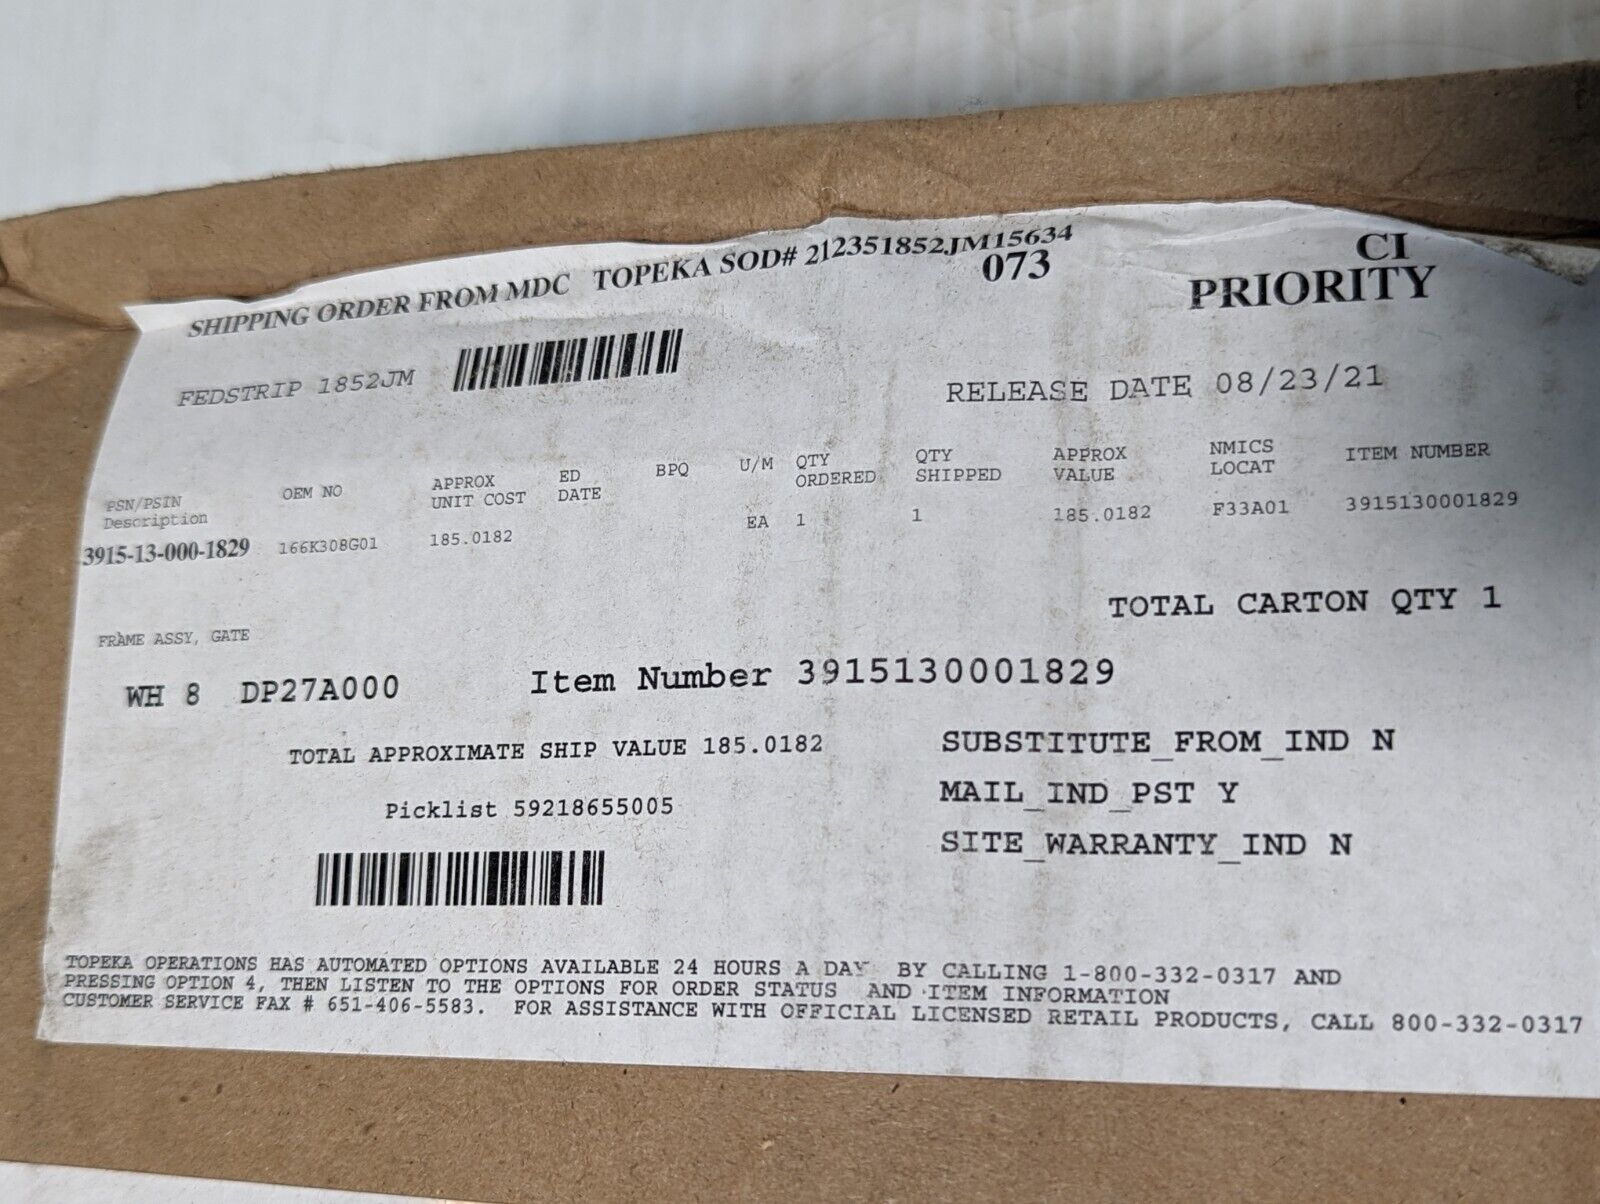 SHIPPING ORDER FROM MDC TOPEKA SOD# 212351852JM15634
073
CI
PRIORITY
FEDSTRIP 1852JM
RELEASE DATE 08/23/21
PSN/PSIN OEM NO APPROX ED BPQ U/M QTY QTY APPROX NMICS ITEM NUMBER
Description UNIT COST DATE ORDERED SHIPPED VALUE LOCAT
3915-13-000-1829 166K308G01 185.0182 EA 1 1 185.0182 F33A01 3915130001829
TOTAL CARTON QTY 1
FRAME ASSY, GATE
WH 8 DP27A000 Item Number 3915130001829
TOTAL APPROXIMATE SHIP VALUE 185.0182
SUBSTITUTE_FROM_IND N
MAIL_IND_PST Y
Picklist 59218655005
SITE_WARRANTY_IND N
TOPEKA OPERATIONS HAS AUTOMATED OPTIONS AVAILABLE 24 HOURS A DAY BY CALLING 1-800-332-0317 AND
PRESSING OPTION 4, THEN LISTEN TO THE OPTIONS FOR ORDER STATUS AND ITEM INFORMATION
CUSTOMER SERVICE FAX # 651-406-5583. FOR ASSISTANCE WITH OFFICIAL LICENSED RETAIL PRODUCTS, CALL 800-332-0317